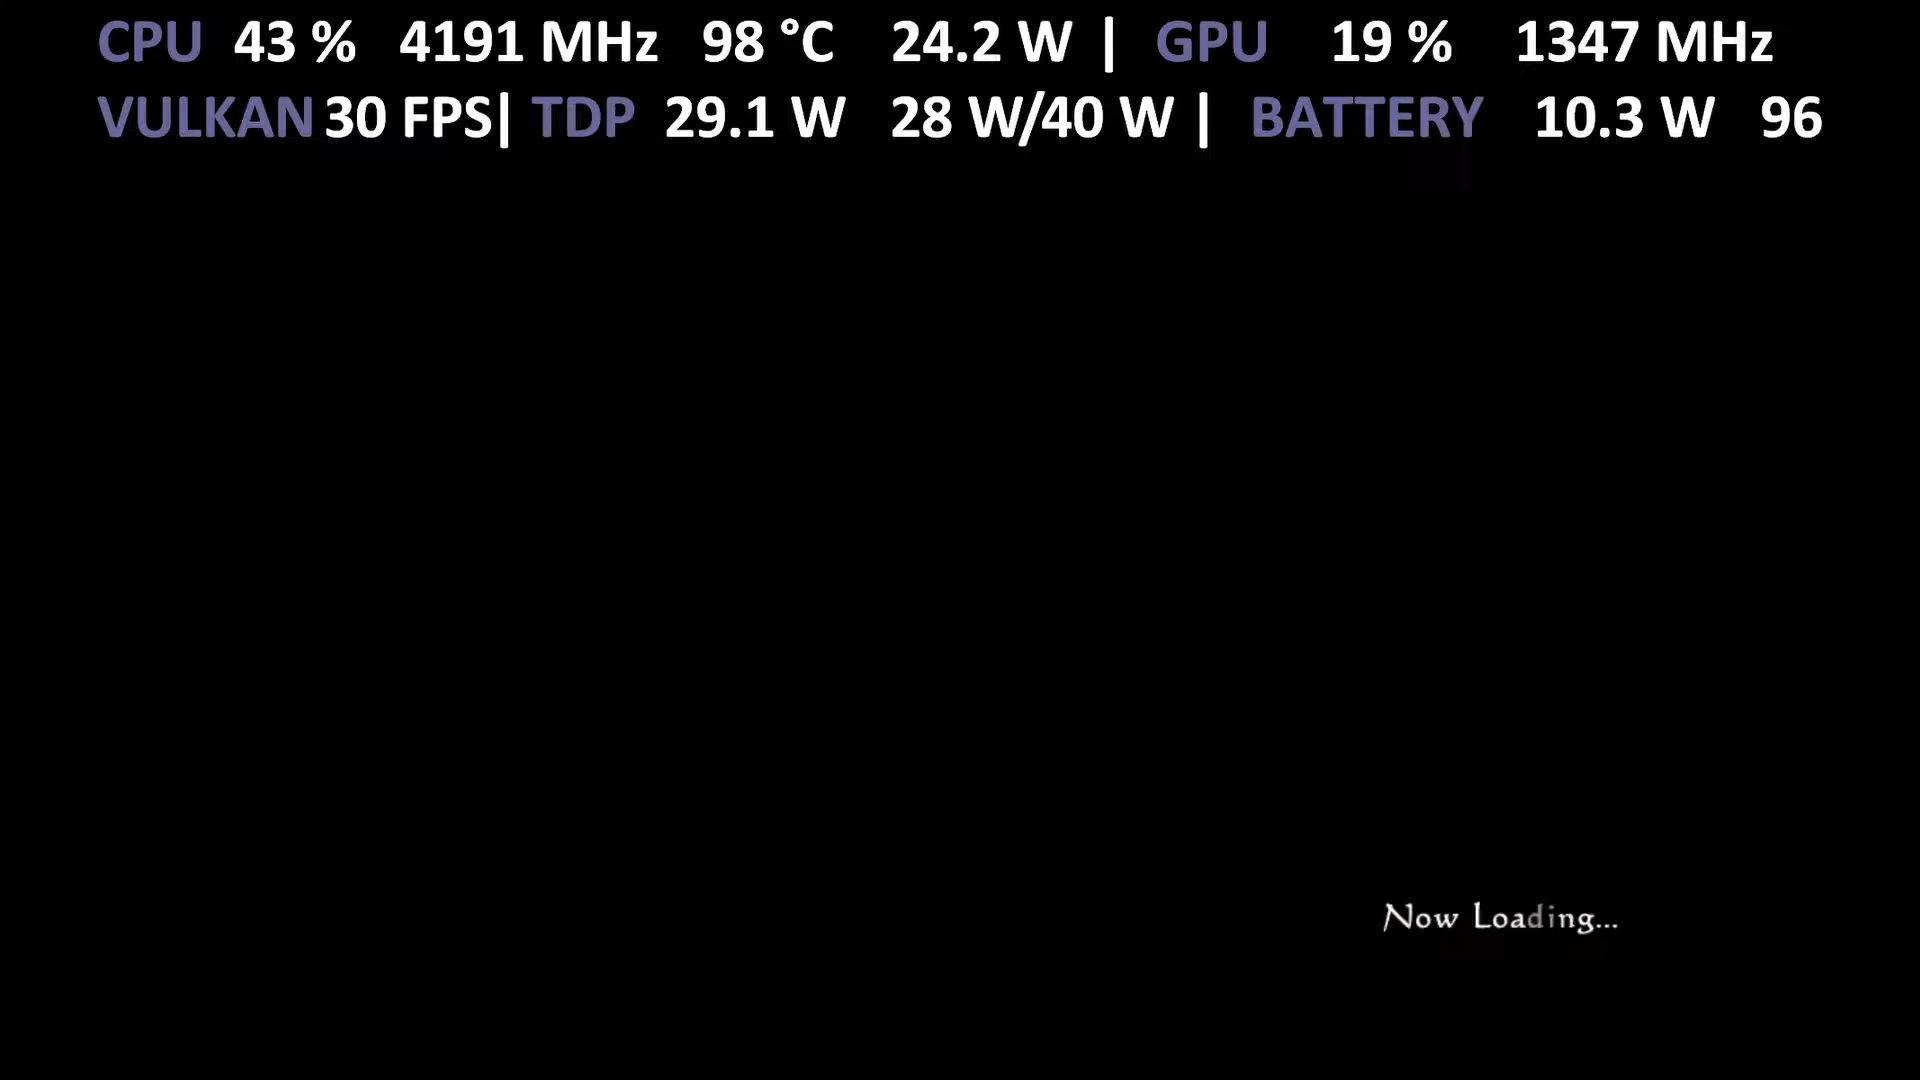 CPU 43 % 4191 MHz 98 °C 24.2 W | GPU 19 % 1347 MHz
VULKAN 30 FPS| TDP 29.1 W 28 W/40 W | BATTERY 10.3 W 96
Now Loading...